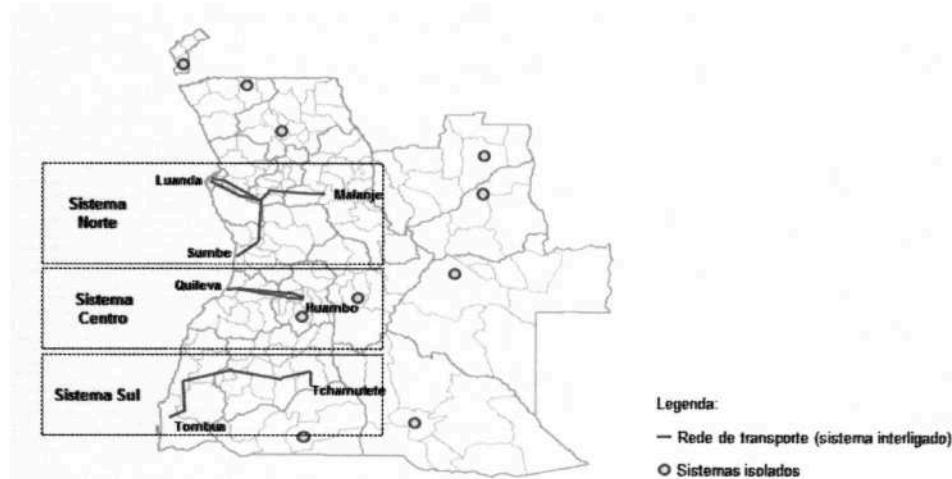 Luanda
Malanje
Sistema
Norte
Sumbe
Quileva
Sistema
Centro
Huambo
Sistema Sul
Tchamutete
Tombua
Legenda:
Rede de transporte (sistema interligado)
Sistemas isolados